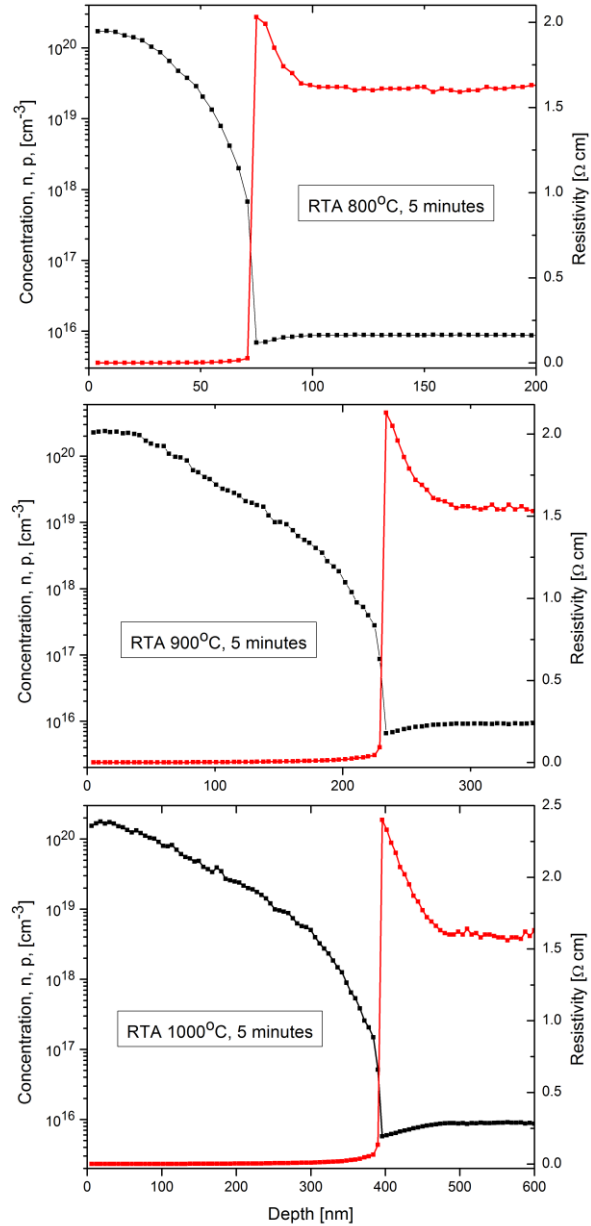 Concentration, n, p, [cm⁻³]
10²⁰
10¹⁹
10¹⁸
10¹⁷
10¹⁶
2.0
1.5
1.0
0.5
0.0
Resistivity [Ω cm]
RTA 800°C, 5 minutes
0 50 100 150 200
Concentration, n, p, [cm⁻³]
10²⁰
10¹⁹
10¹⁸
10¹⁷
10¹⁶
2.0
1.5
1.0
0.5
0.0
Resistivity [Ω cm]
RTA 900°C, 5 minutes
0 100 200 300
Concentration, n, p, [cm⁻³]
10²⁰
10¹⁹
10¹⁸
10¹⁷
10¹⁶
2.5
2.0
1.5
1.0
0.5
0.0
Resistivity [Ω cm]
RTA 1000°C, 5 minutes
0 100 200 300 400 500 600
Depth [nm]